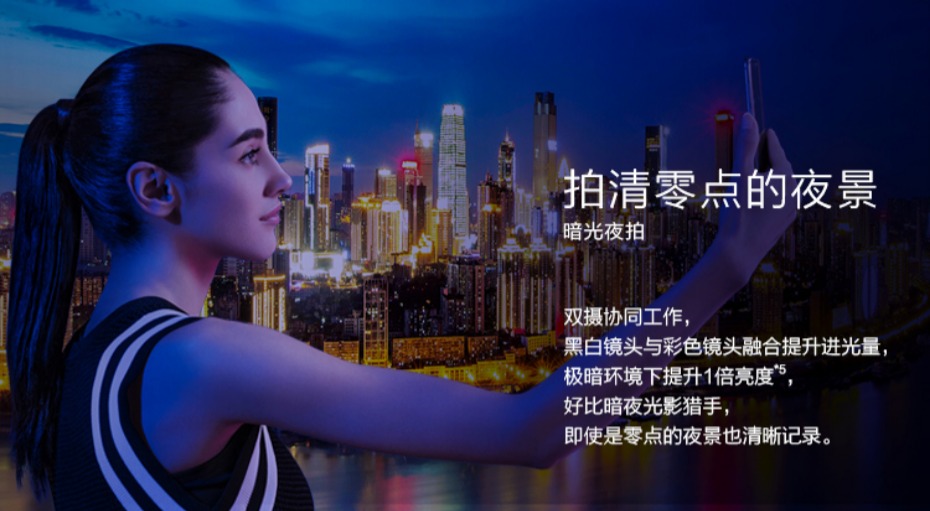 拍清零点的夜景
暗光夜拍
双摄协同工作，
黑白镜头与彩色镜头融合提升进光量，
极暗环境下提升1倍亮度*5，
好比暗夜光影猎手，
即使是零点的夜景也清晰记录。